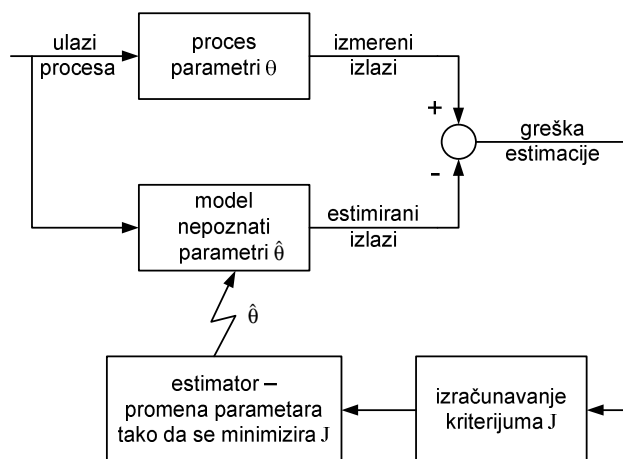 ulazi
procesa
proces
parametri θ
izmereni
izlazi
+
-
greška
estimacije
model
nepoznati
parametri θ̂
estimirani
izlazi
θ̂
estimator –
promena parametara
tako da se minimizira J
izračunavanje
kriterijuma J